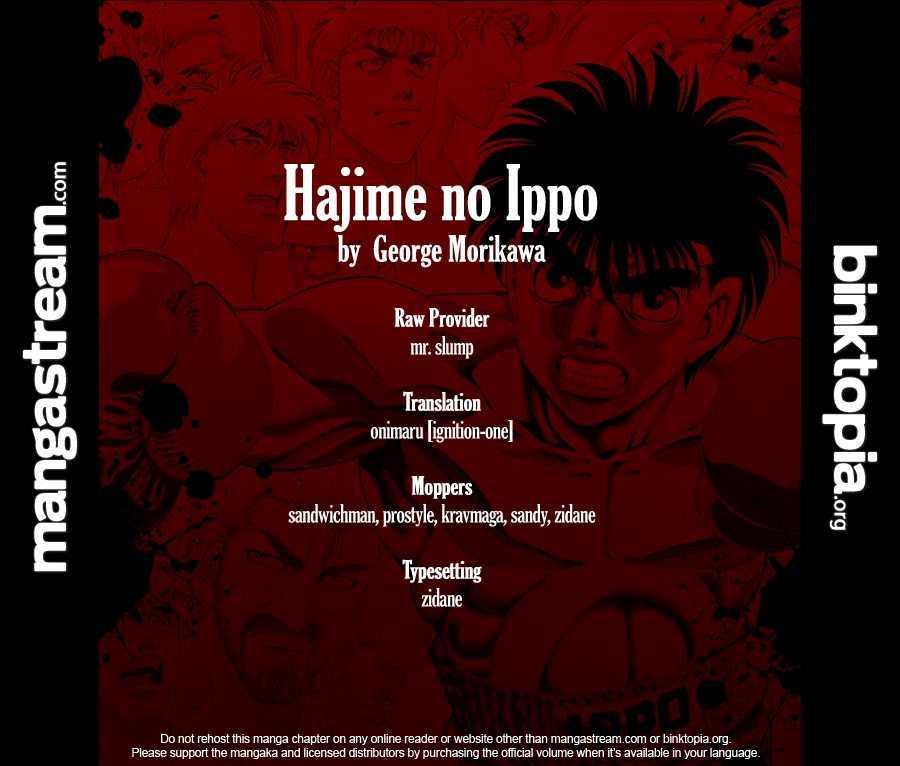 mangastream.com
Hajime no Ippo
by George Morikawa
Raw Provider
mr. slump
Translation
onimaru [ignition-one]
Moppers
sandwichman, prostyle, kravmaga, sandy, zidane
Typesetting
zidane
binktopia.org
IPPO
Do not rehost this manga chapter on any online reader or website other than mangastream.com or binktopia.org.
Please support the mangaka and licensed distributors by purchasing the official volume when it's available in your language.